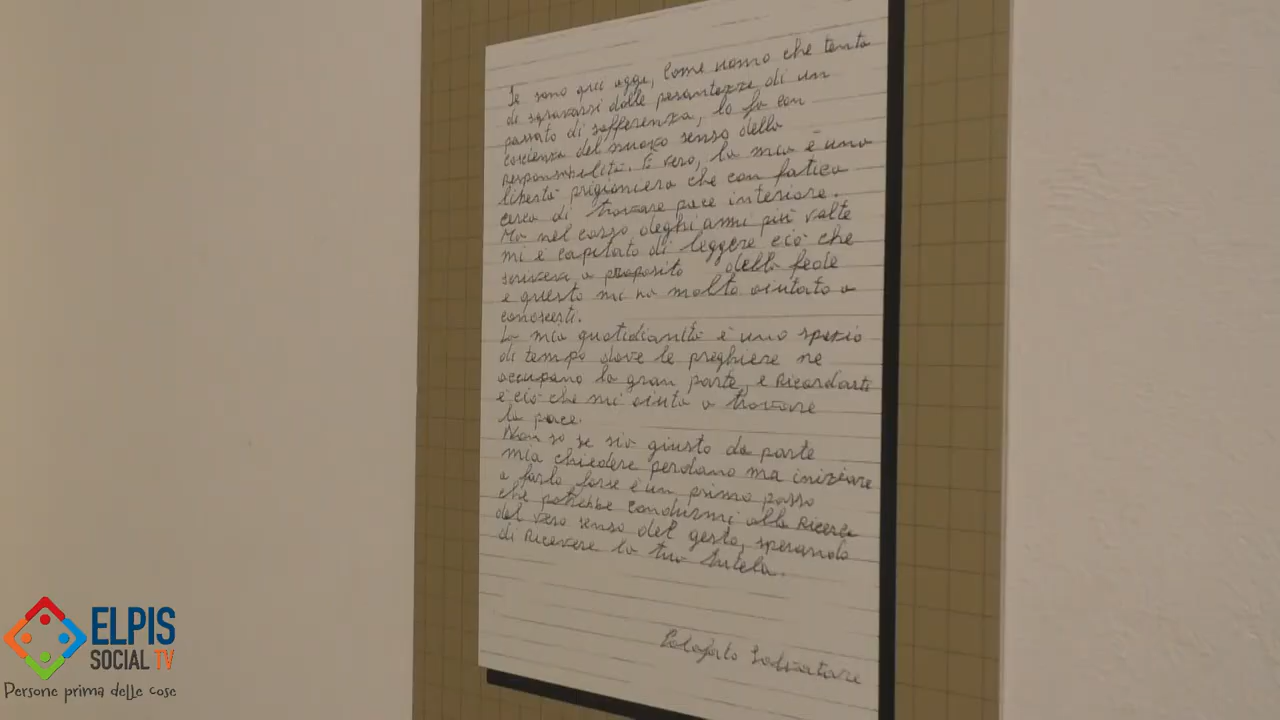 Se sono qui oggi, come uomo che tenta
di sgravarsi dalle pesantezze di un
passato di sofferenza, lo fa con
coscienza del nuovo senso della
responsabilità. È vero, la mia è una
libertà prigioniera che con fatica
cerca di trovare pace interiore.
Ma nel corso degli anni più volte
mi è capitato di leggere ciò che
scriveva a proposito della fede
e questo mi ha molto aiutato a
conoscerti.
La mia quotidianità è uno spazio
di tempo dove le preghiere ne
occupano la gran parte, e Ricordarti
è ciò che mi aiuta a trovare
la pace.
Non so se sia giusto da parte
mia chiedere perdono ma iniziare
a farlo forse è un primo passo
che potrebbe condurmi alla Ricerca
del vero senso del gesto, sperando
di Ricevere la tua tutela.
Salvatore
ELPIS
SOCIAL TV
Persone prima delle cose